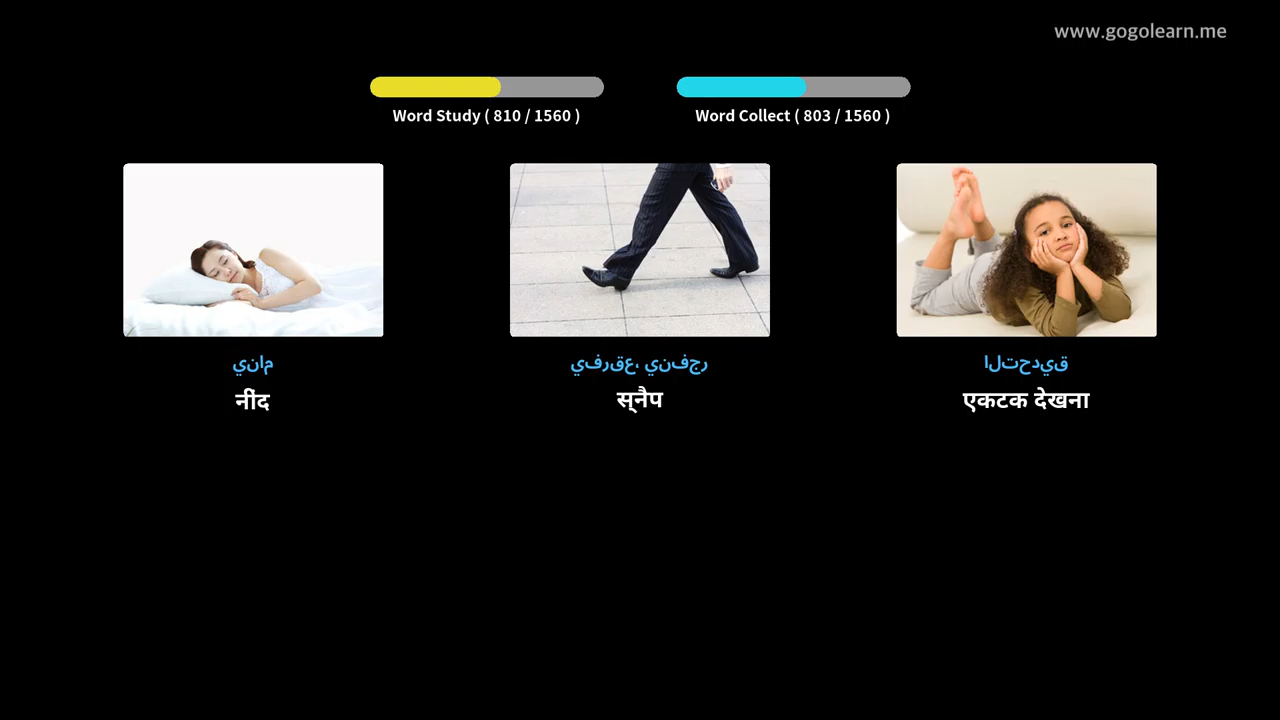 www.gogolearn.me
Word Study ( 810 / 1560 )
Word Collect ( 803 / 1560 )
ينام
नींद
يفرقع، ينفجر
स्‌नैप
التحديق
एकटक देखना